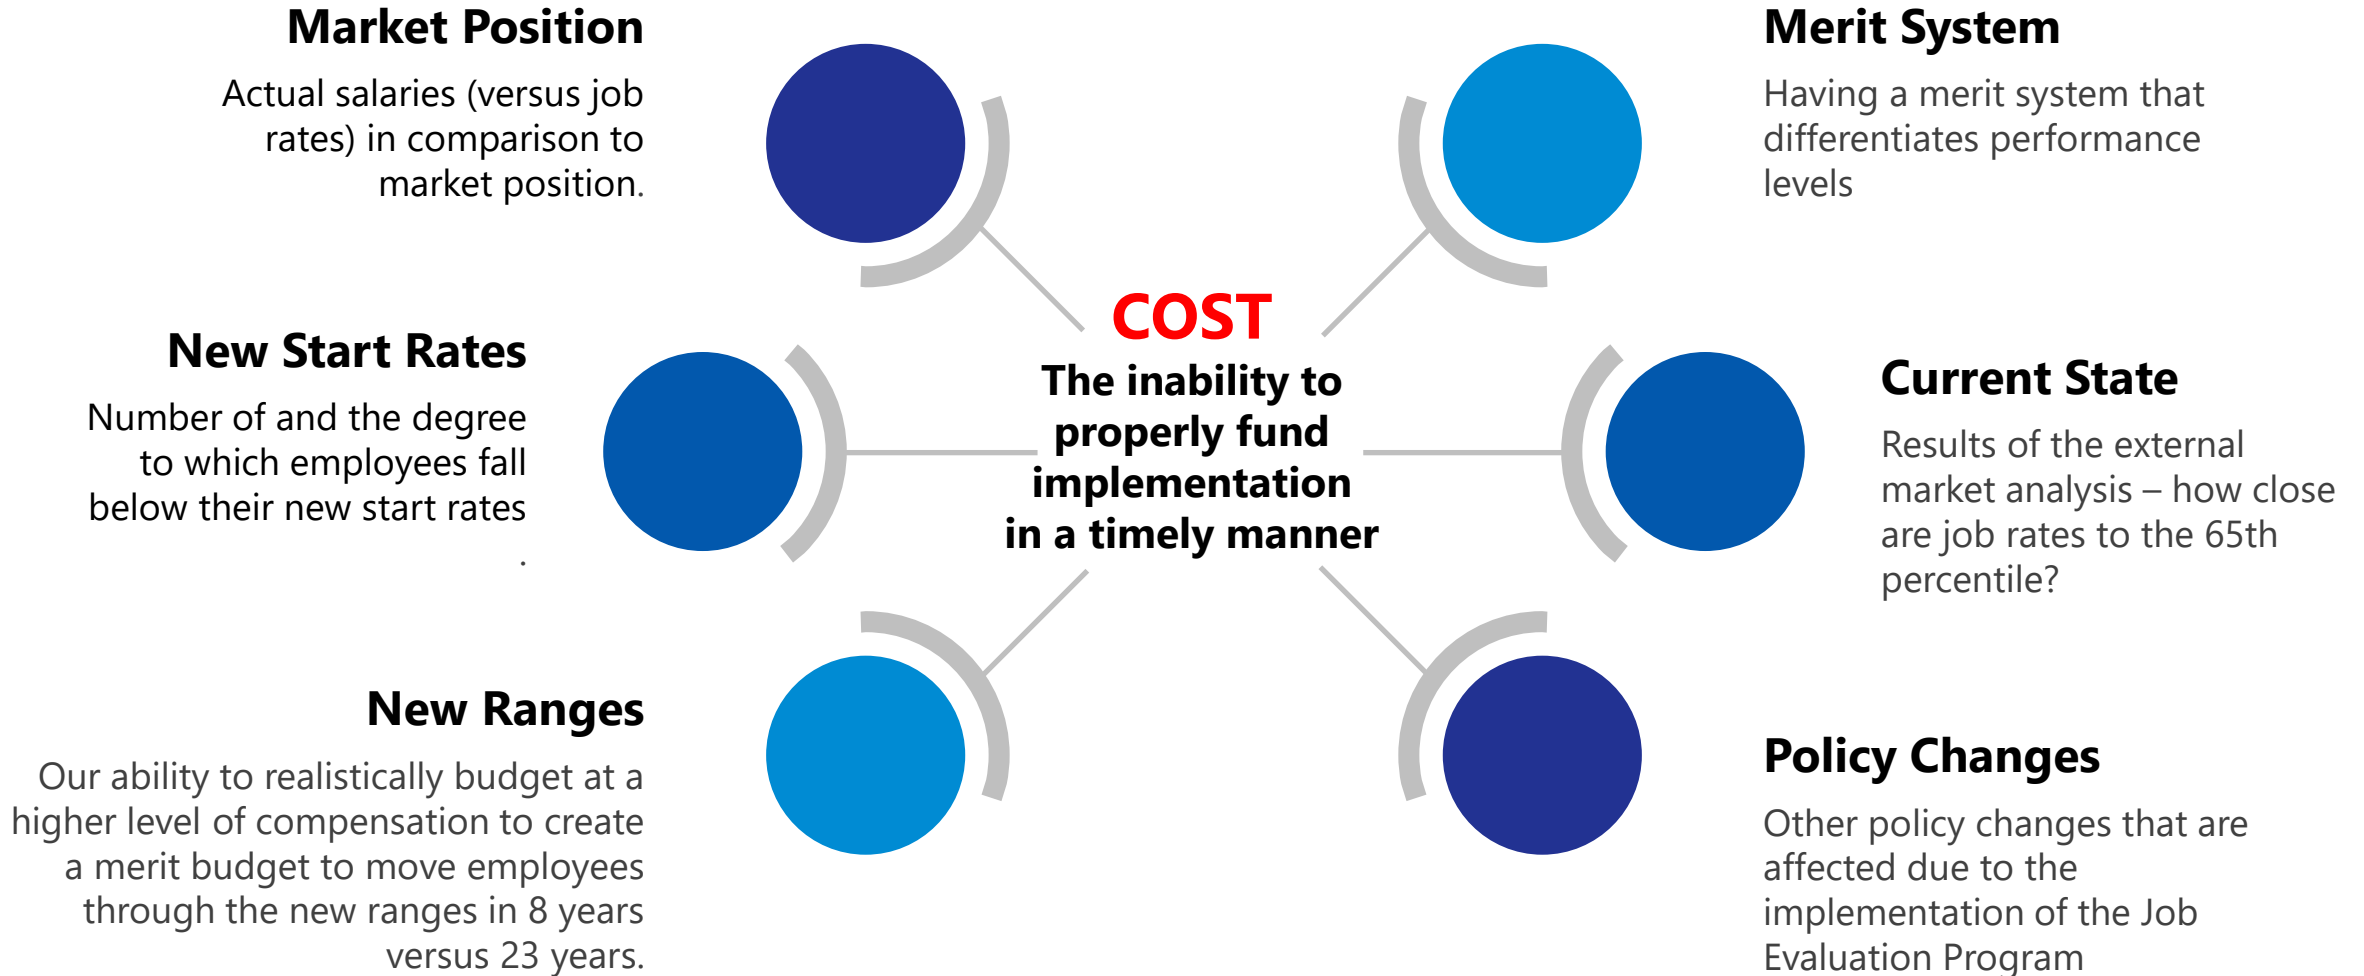 Market Position
Actual salaries (versus job
rates) in comparison to
market position.
New Start Rates
Number of and the degree
to which employees fall
below their new start rates
.
New Ranges
Our ability to realistically budget at a
higher level of compensation to create
a merit budget to move employees
through the new ranges in 8 years
versus 23 years.
COST
The inability to
properly fund
implementation
in a timely manner
Merit System
Having a merit system that
differentiates performance
levels
Current State
Results of the external
market analysis – how close
are job rates to the 65th
percentile?
Policy Changes
Other policy changes that are
affected due to the
implementation of the Job
Evaluation Program